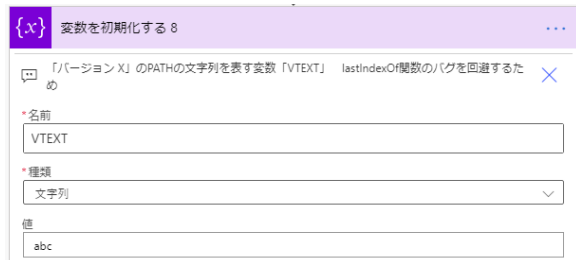 {x} 変数を初期化する 8 ...
「バージョン X」のPATHの文字列を表す変数「VTEXT」　lastIndexOf関数のバグを回避するた
め
*名前
VTEXT
*種類
文字列
値
abc